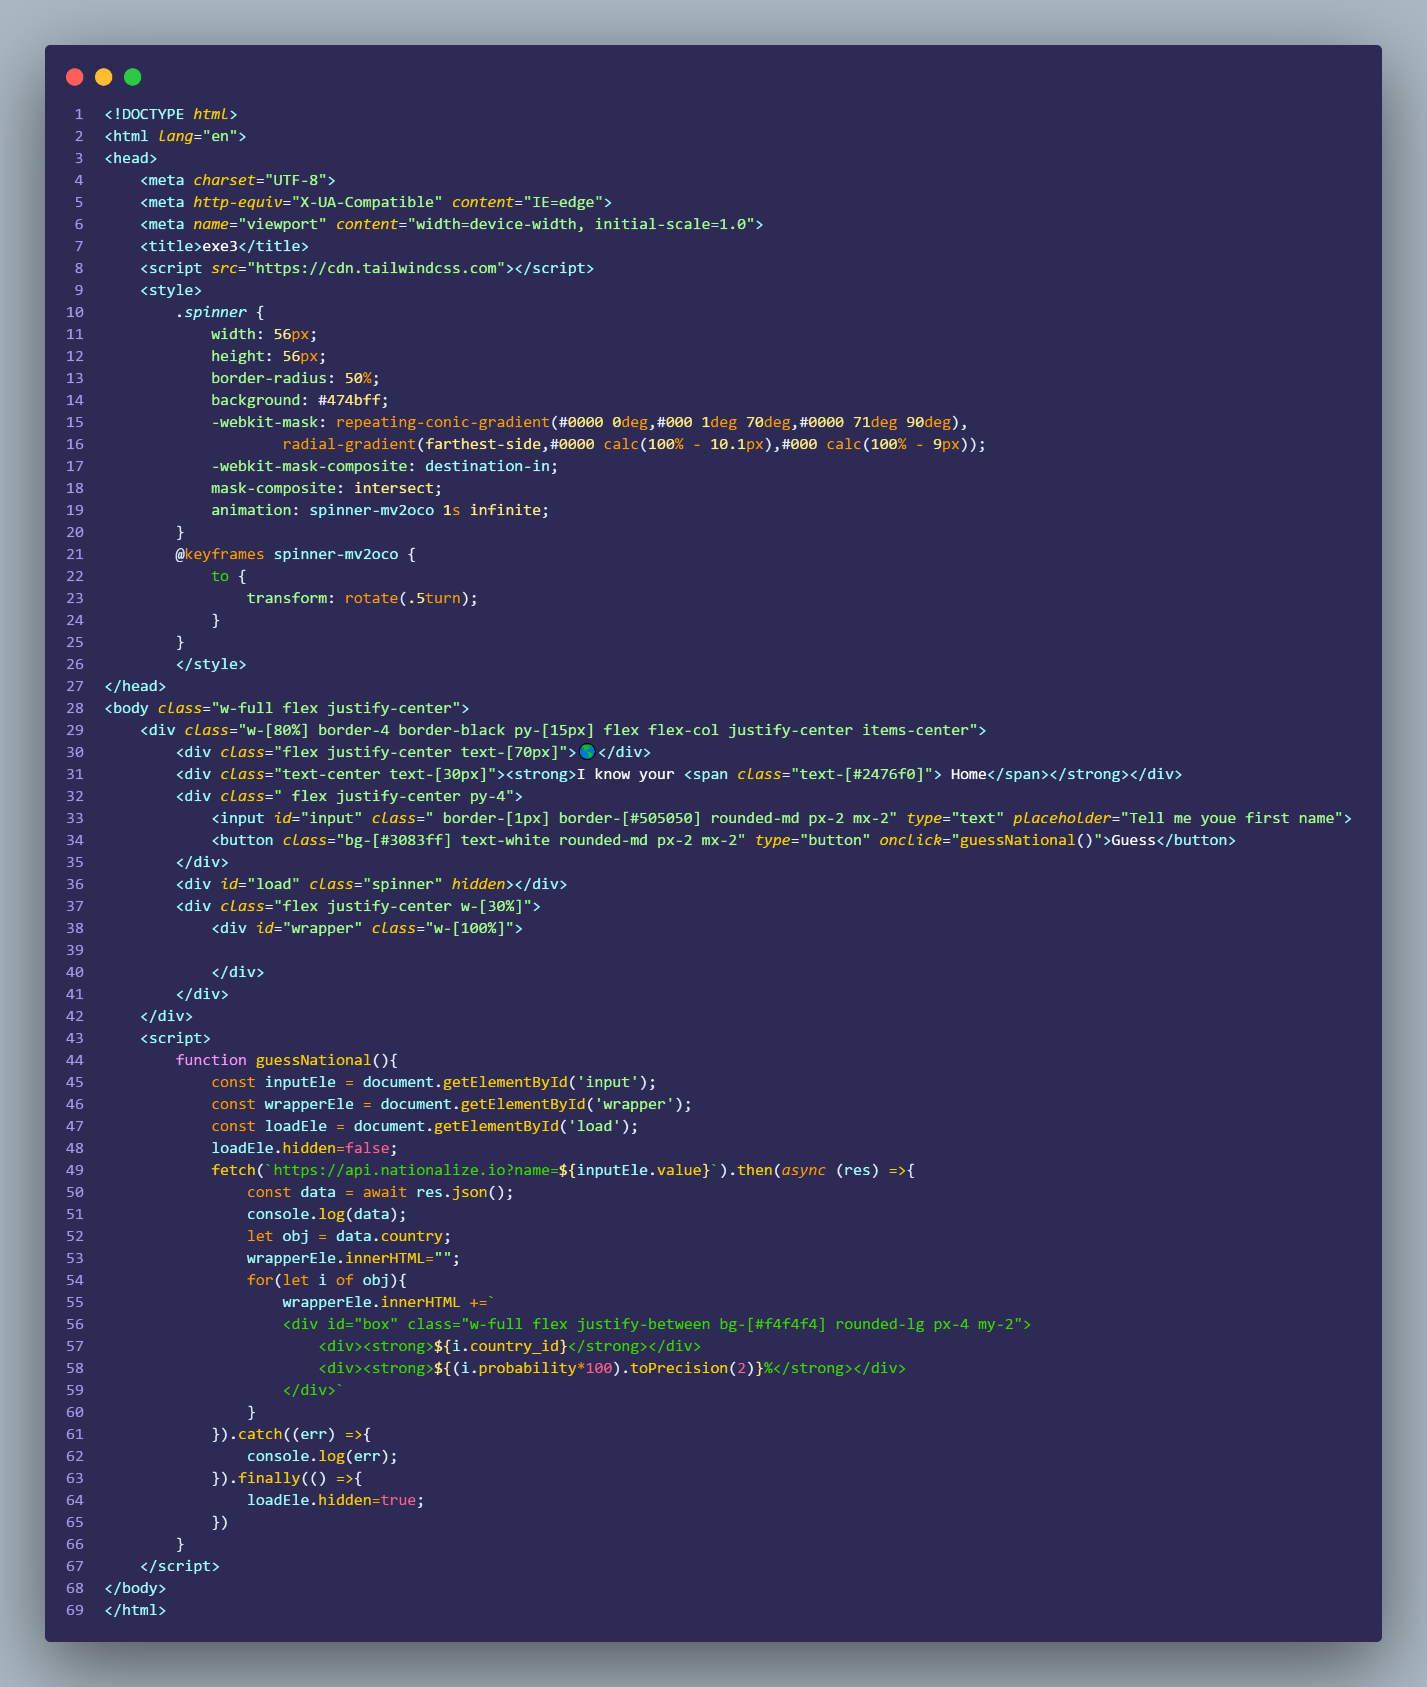 1 <!DOCTYPE html>
2 <html lang="en">
3 <head>
4     <meta charset="UTF-8">
5     <meta http-equiv="X-UA-Compatible" content="IE=edge">
6     <meta name="viewport" content="width=device-width, initial-scale=1.0">
7     <title>exe3</title>
8     <script src="https://cdn.tailwindcss.com"></script>
9     <style>
10         .spinner {
11             width: 56px;
12             height: 56px;
13             border-radius: 50%;
14             background: #474bff;
15             -webkit-mask: repeating-conic-gradient(#0000 0deg,#000 1deg 70deg,#0000 71deg 90deg),
16                     radial-gradient(farthest-side,#0000 calc(100% - 10.1px),#000 calc(100% - 9px));
17             -webkit-mask-composite: destination-in;
18             mask-composite: intersect;
19             animation: spinner-mv2oco 1s infinite;
20         }
21         @keyframes spinner-mv2oco {
22             to {
23                 transform: rotate(.5turn);
24             }
25         }
26         </style>
27 </head>
28 <body class="w-full flex justify-center">
29     <div class="w-[80%] border-4 border-black py-[15px] flex flex-col justify-center items-center">
30         <div class="flex justify-center text-[70px]">🌎</div>
31         <div class="text-center text-[30px]"><strong>I know your <span class="text-[#2476f0]"> Home</span></strong></div>
32         <div class=" flex justify-center py-4">
33             <input id="input" class=" border-[1px] border-[#505050] rounded-md px-2 mx-2" type="text" placeholder="Tell me youe first name">
34             <button class="bg-[#3083ff] text-white rounded-md px-2 mx-2" type="button" onclick="guessNational()">Guess</button>
35         </div>
36         <div id="load" class="spinner" hidden></div>
37         <div class="flex justify-center w-[30%]">
38             <div id="wrapper" class="w-[100%]">
39
40             </div>
41         </div>
42     </div>
43     <script>
44         function guessNational(){
45             const inputEle = document.getElementById('input');
46             const wrapperEle = document.getElementById('wrapper');
47             const loadEle = document.getElementById('load');
48             loadEle.hidden=false;
49             fetch(`https://api.nationalize.io?name=${inputEle.value}`).then(async (res) =>{
50                 const data = await res.json();
51                 console.log(data);
52                 let obj = data.country;
53                 wrapperEle.innerHTML="";
54                 for(let i of obj){
55                     wrapperEle.innerHTML +=`
56                     <div id="box" class="w-full flex justify-between bg-[#f4f4f4] rounded-lg px-4 my-2">
57                         <div><strong>${i.country_id}</strong></div>
58                         <div><strong>${(i.probability*100).toPrecision(2)}%</strong></div>
59                     </div>`
60                 }
61             }).catch((err) =>{
62                 console.log(err);
63             }).finally(() =>{
64                 loadEle.hidden=true;
65             })
66         }
67     </script>
68 </body>
69 </html>